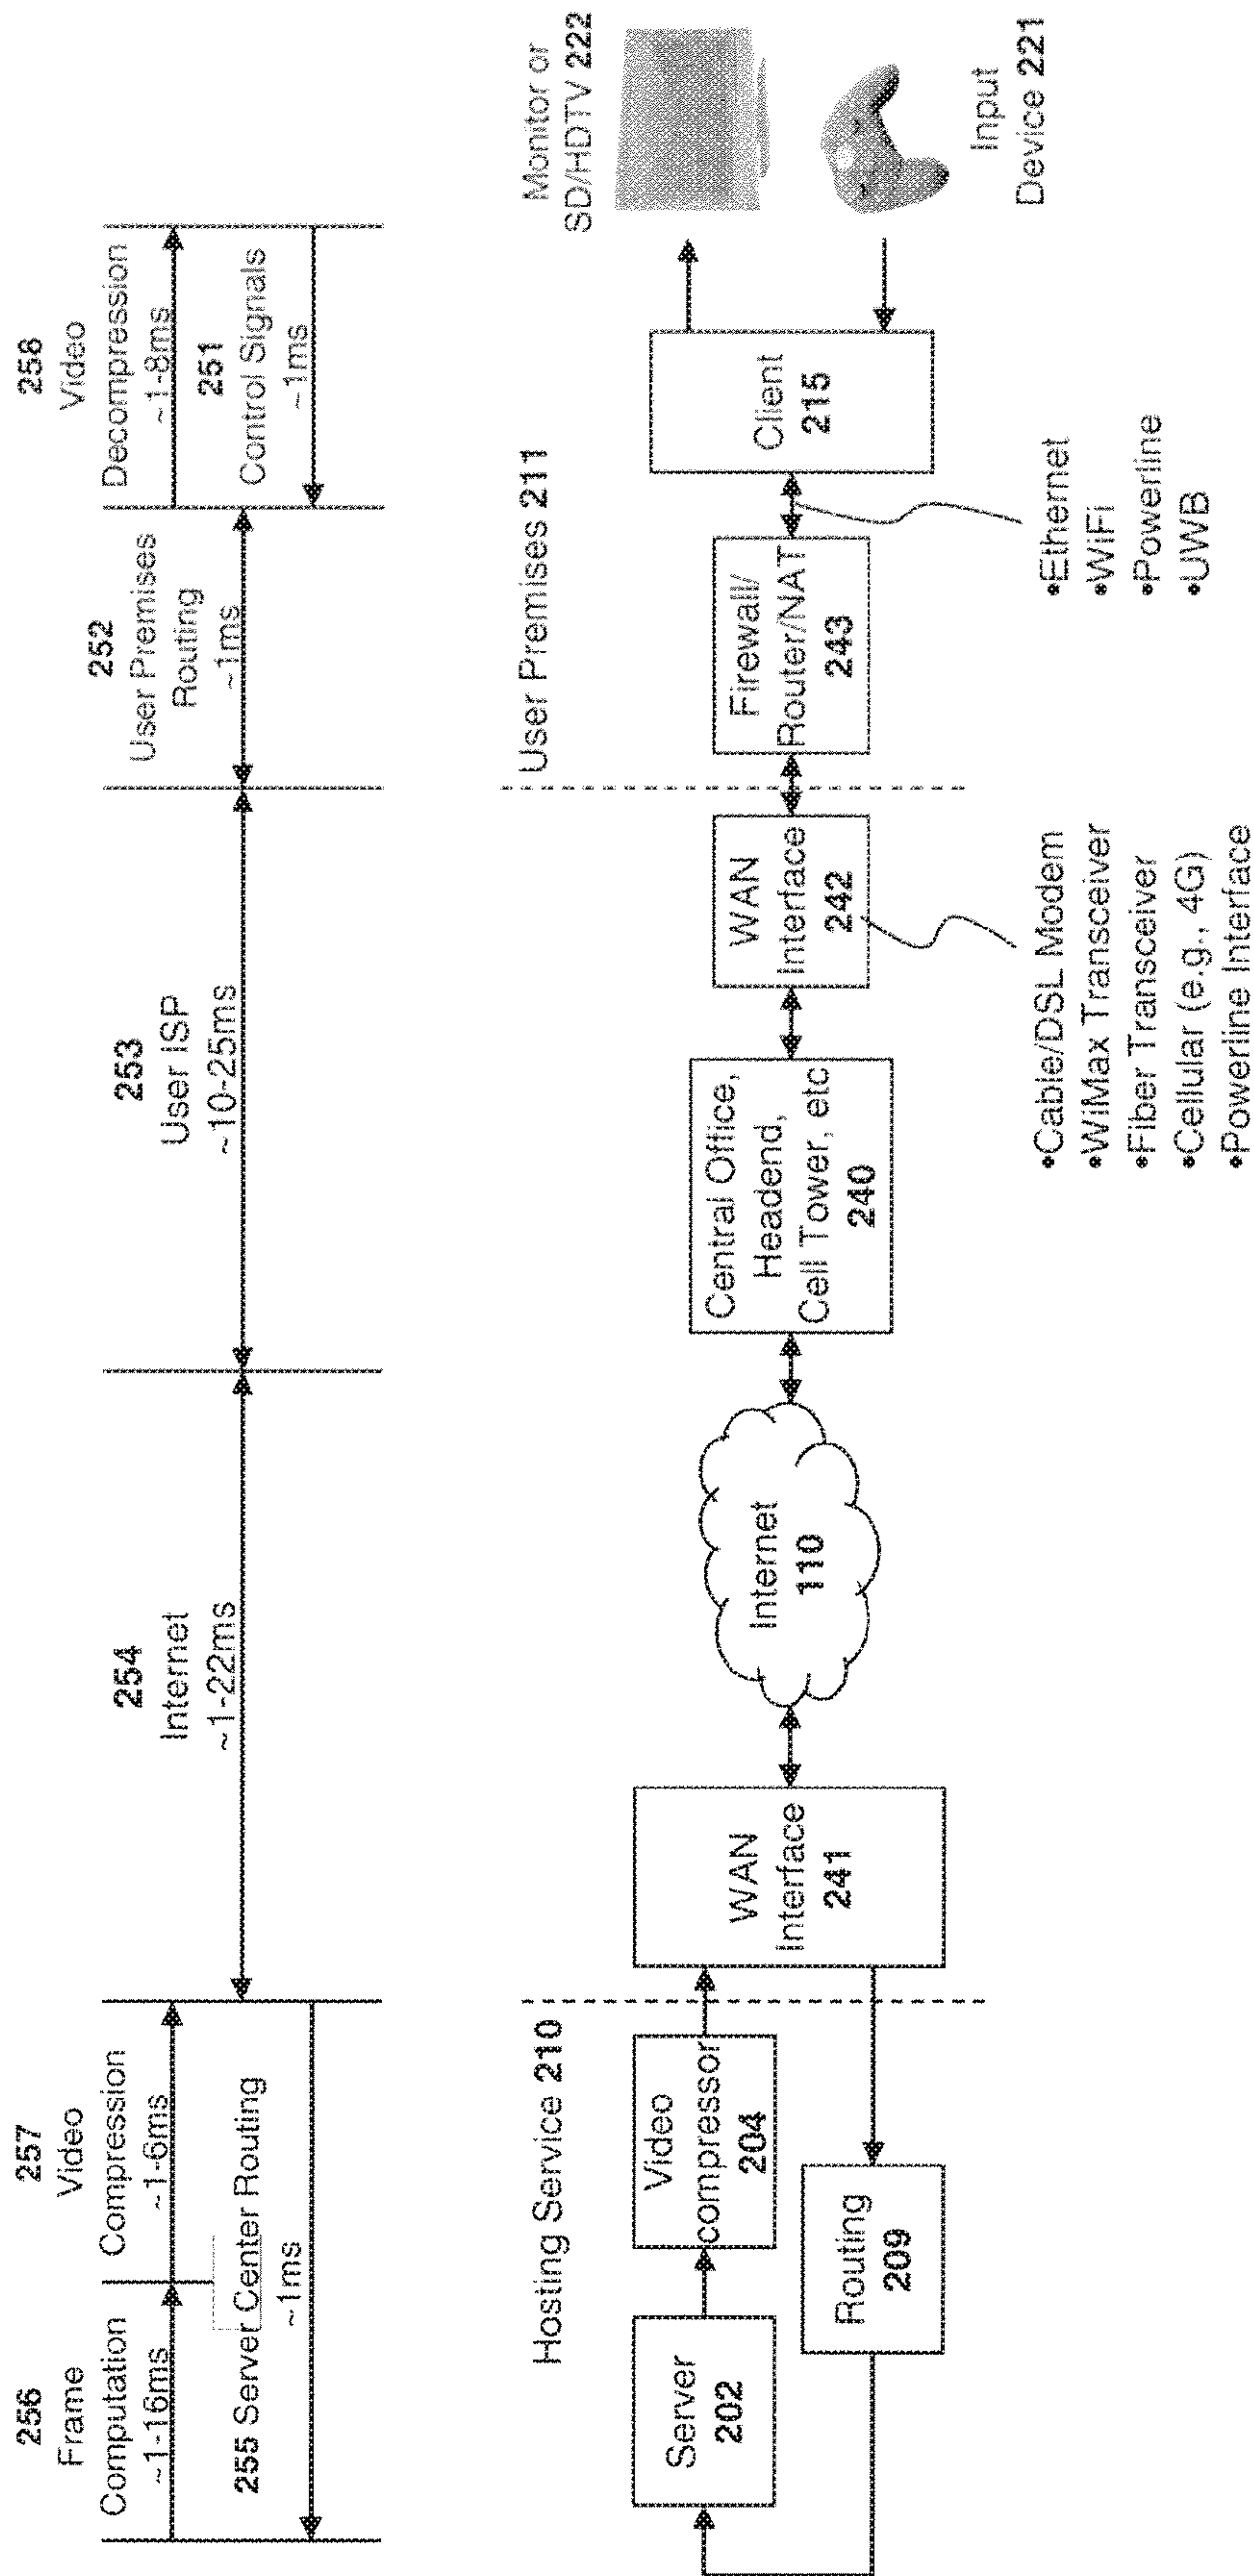 256
Frame
Computation
~1-16ms
257
Video
Compression
~1-6ms
255 Server Center Routing
~1ms
254
Internet
~1-22ms
253
User ISP
~10-25ms
252
User Premises
Routing
~1ms
258
Video
Decompression
~1-8ms
251
Control Signals
~1ms
Hosting Service 210
Server
202
Video
compressor
204
Routing
209
WAN
Interface
241
Internet
110
Central Office,
Headend,
Cell Tower, etc
240
WAN
Interface
242
•Cable/DSL Modem
•WiMax Transceiver
•Fiber Transceiver
•Cellular (e.g., 4G)
•Powerline Interface
User Premises 211
Firewall/
Router/NAT
243
Client
215
•Ethernet
•WiFi
•Powerline
•UWB
Monitor or
SD/HDTV 222
Input
Device 221